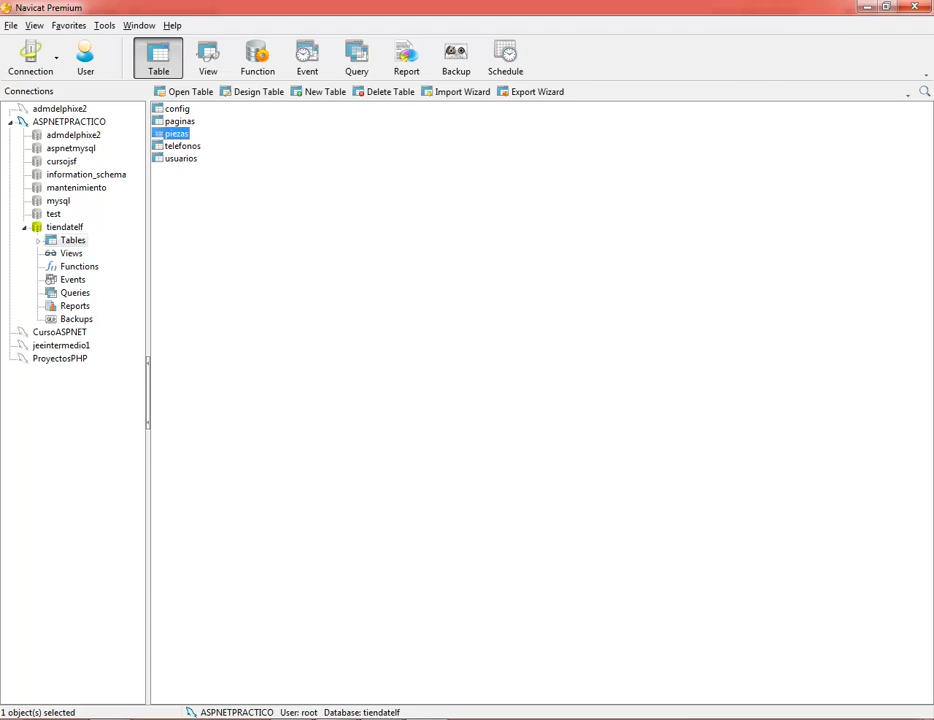 Navicat Premium
File View Favorites Tools Window Help
Connection User Table View Function Event Query Report Backup Schedule
Connections
Open Table Design Table New Table Delete Table Import Wizard Export Wizard
admdelphixe2
ASPNETPRACTICO
admdelphixe2
aspnetmysql
cursojsf
information_schema
mantenimiento
mysql
test
tiendatelf
Tables
Views
Functions
Events
Queries
Reports
Backups
CursoASPNET
jeeintermedio1
ProyectosPHP
config
paginas
piezas
telefonos
usuarios
1 object(s) selected
ASPNETPRACTICO User: root Database: tiendatelf